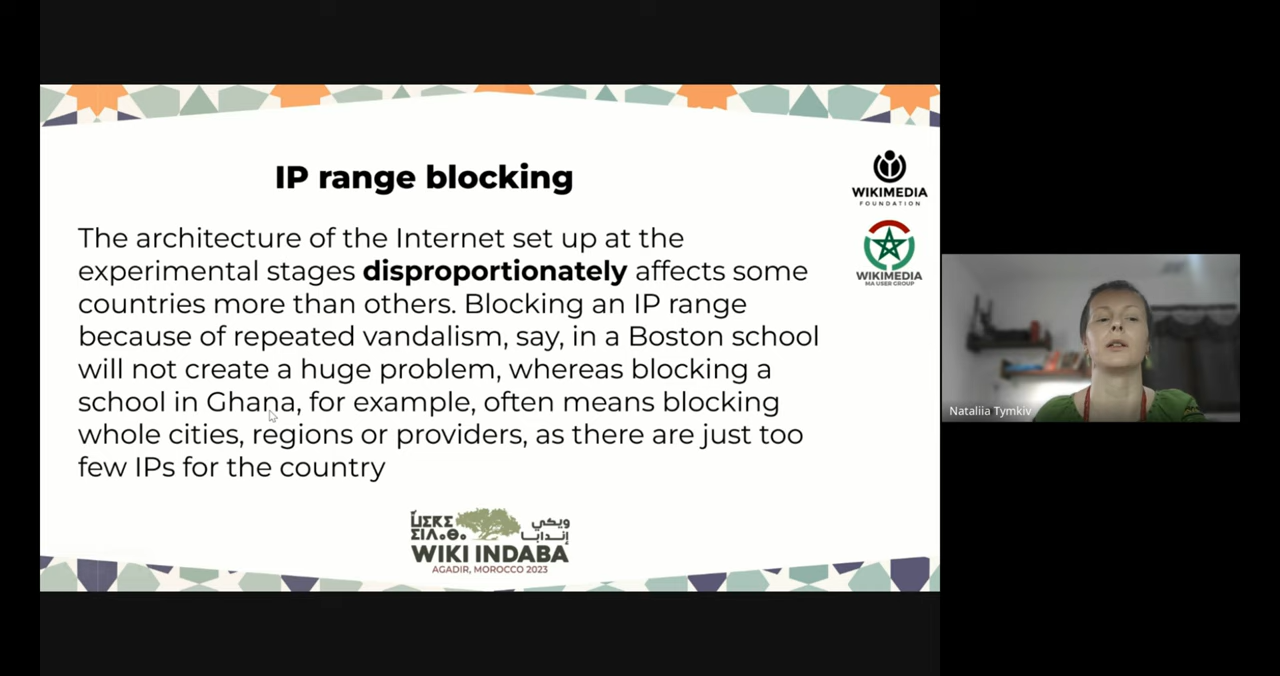 IP range blocking
The architecture of the Internet set up at the
experimental stages disproportionately affects some
countries more than others. Blocking an IP range
because of repeated vandalism, say, in a Boston school
will not create a huge problem, whereas blocking a
school in Ghana, for example, often means blocking
whole cities, regions or providers, as there are just too
few IPs for the country
WIKIMEDIA
FOUNDATION
WIKIMEDIA
MA USER GROUP
Nataliia Tymkiv
ⵡⵉⴽⵉ
ⵉⵏⴷⴰⴱⴰ
ويكي
إندابا
WIKI INDABA
AGADIR, MOROCCO 2023